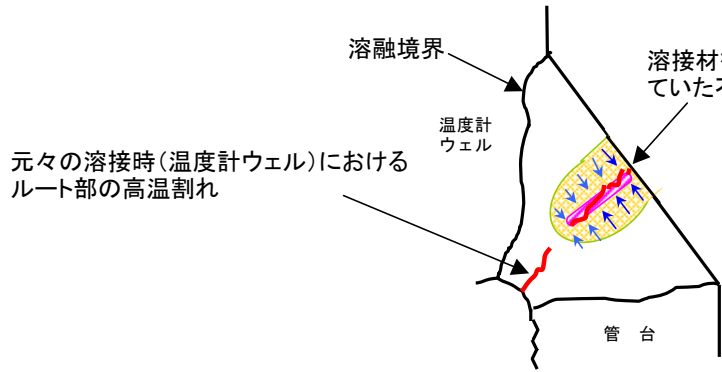 溶融境界
溶接材
ていた
温度計
ウェル
元々の溶接時(温度計ウェル)における
ルート部の高温割れ
管 台